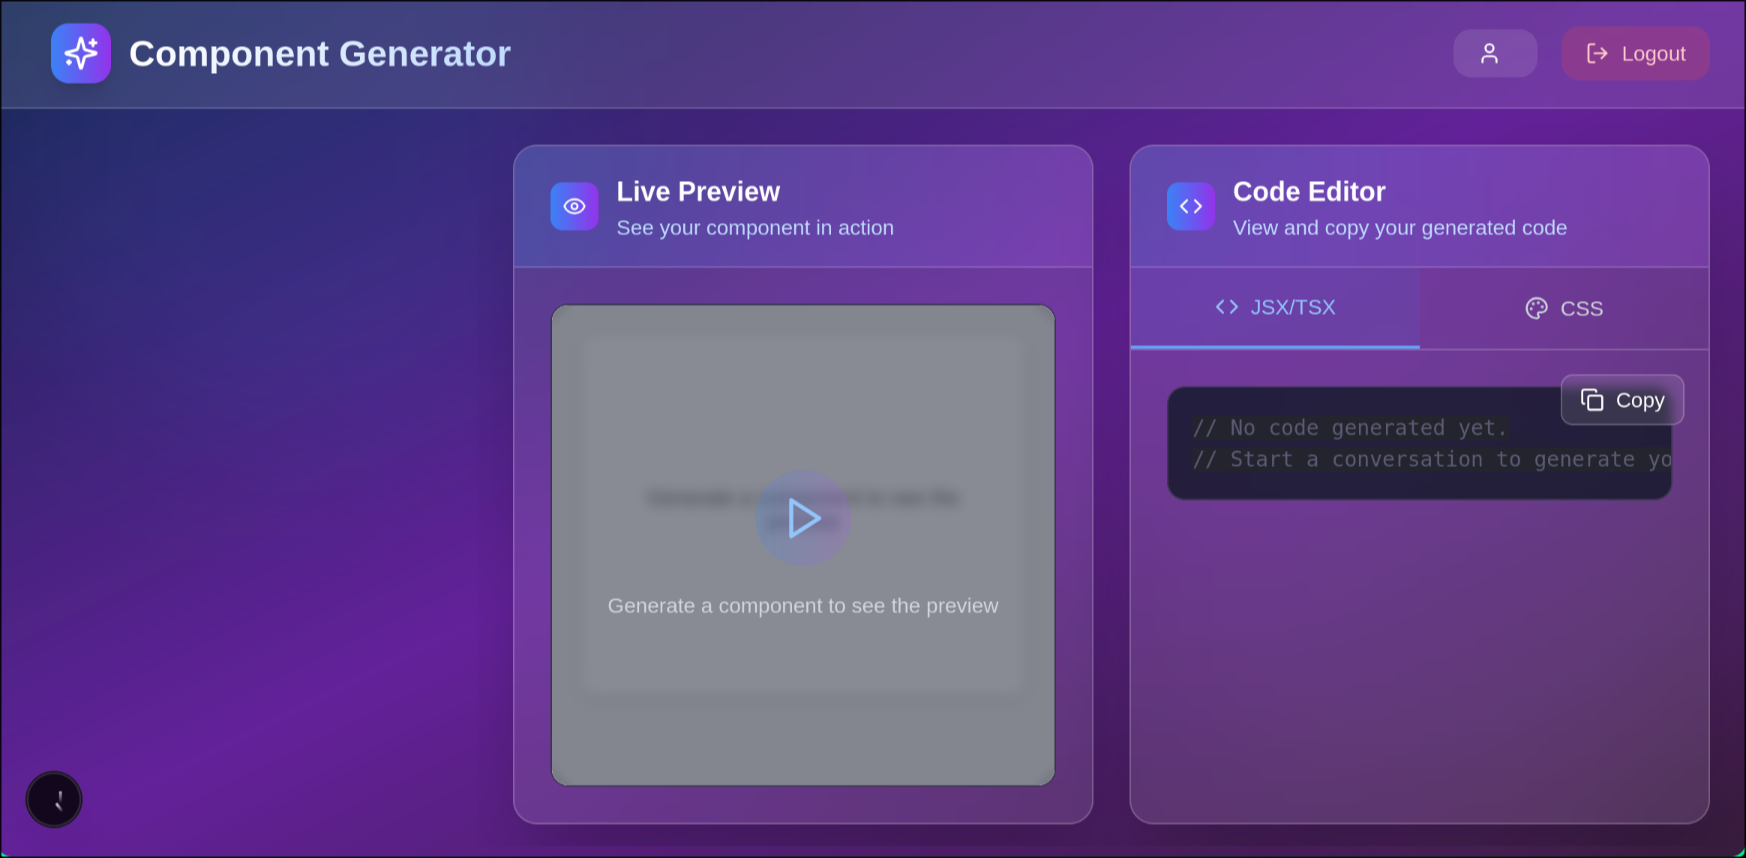 Component Generator
Logout
Live Preview
See your component in action
Generate a component to see the preview
Code Editor
View and copy your generated code
JSX/TSX
CSS
Copy
// No code generated yet.
// Start a conversation to generate yo